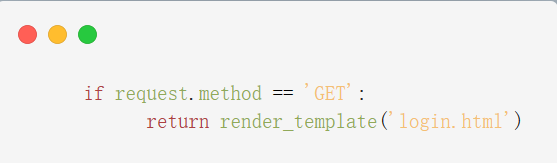 if request.method == 'GET':
return render_template('login.html')